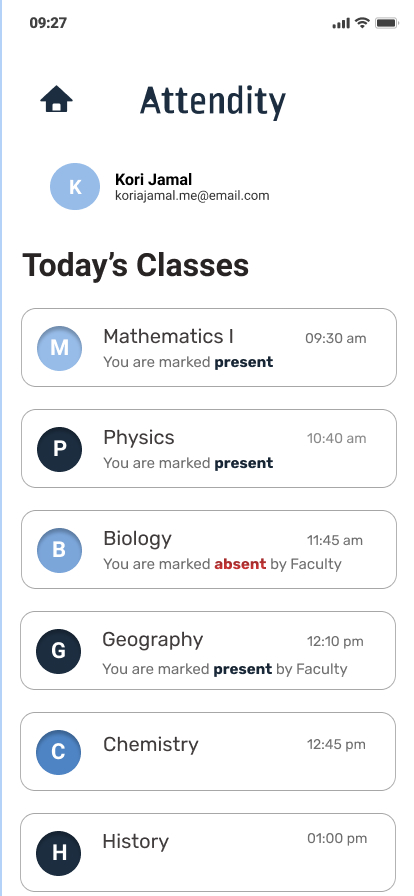 09:27
Attendity
K
Kori Jamal
koriajamal.me@email.com
Today's Classes
M
Mathematics I
09:30 am
You are marked present
P
Physics
10:40 am
You are marked present
B
Biology
11:45 am
You are marked absent by Faculty
G
Geography
12:10 pm
You are marked present by Faculty
C
Chemistry
12:45 pm
H
History
01:00 pm